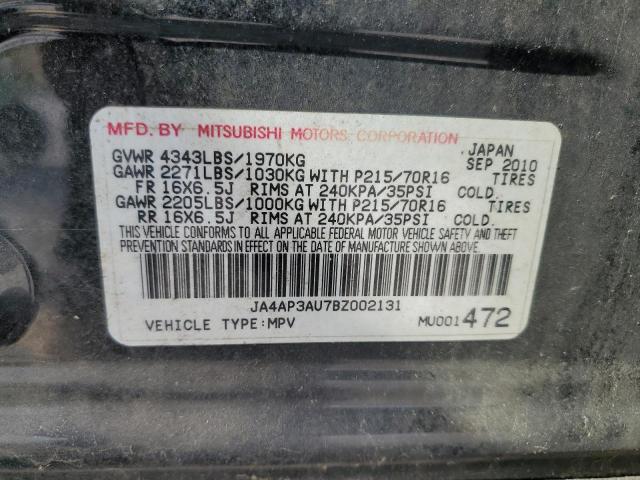 MFD. BY MITSUBISHI MOTORS CORPORATION
JAPAN
GVWR 4343LBS/1970KG SEP 2010
GAWR 2271LBS/1030KG WITH P215/70R16 TIRES
FR 16X6.5J RIMS AT 240KPA/35PSI COLD.
GAWR 2205LBS/1000KG WITH P215/70R16 TIRES
RR 16X6.5J RIMS AT 240KPA/35PSI COLD.
THIS VEHICLE CONFORMS TO ALL APPLICABLE FEDERAL MOTOR VEHICLE SAFETY AND THEFT
PREVENTION STANDARDS IN EFFECT ON THE DATE OF MANUFACTURE SHOWN ABOVE.
JA4AP3AU7BZ002131
VEHICLE TYPE:MPV MU001472